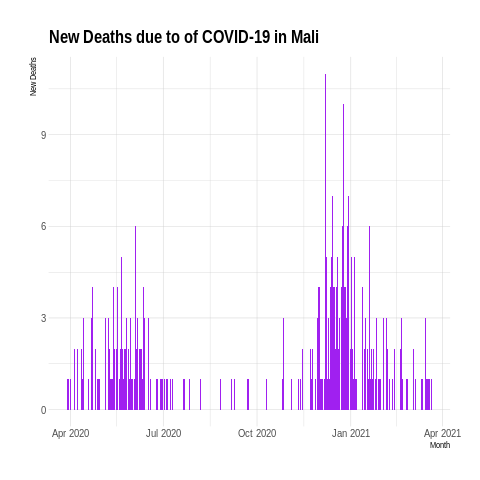 New Deaths due to of COVID-19 in Mali
New Deaths
9
6
3
0
Apr 2020 Jul 2020 Oct 2020 Jan 2021 Apr 2021
Month